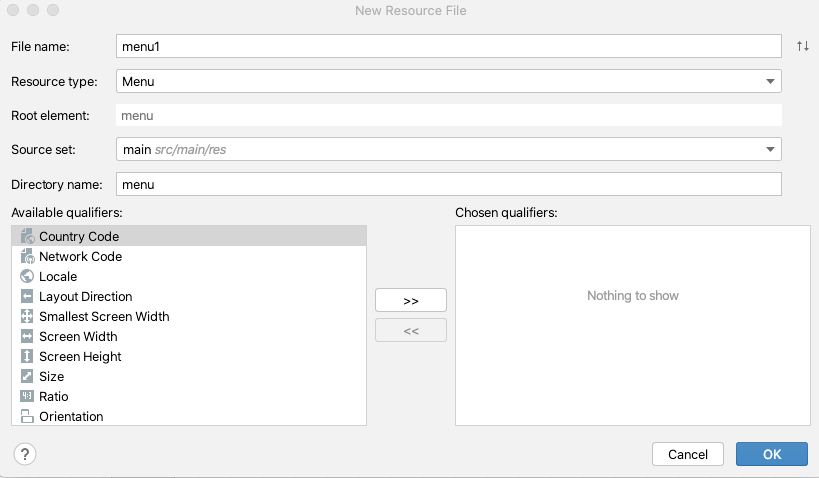 New Resource File
File name: menu1
Resource type: Menu
Root element: menu
Source set: main src/main/res
Directory name: menu
Available qualifiers: Chosen qualifiers:
Country Code
Network Code
Locale
Layout Direction
Smallest Screen Width
Screen Width
Screen Height
Size
4:3 Ratio
Orientation
>>
<<
Nothing to show
? Cancel OK